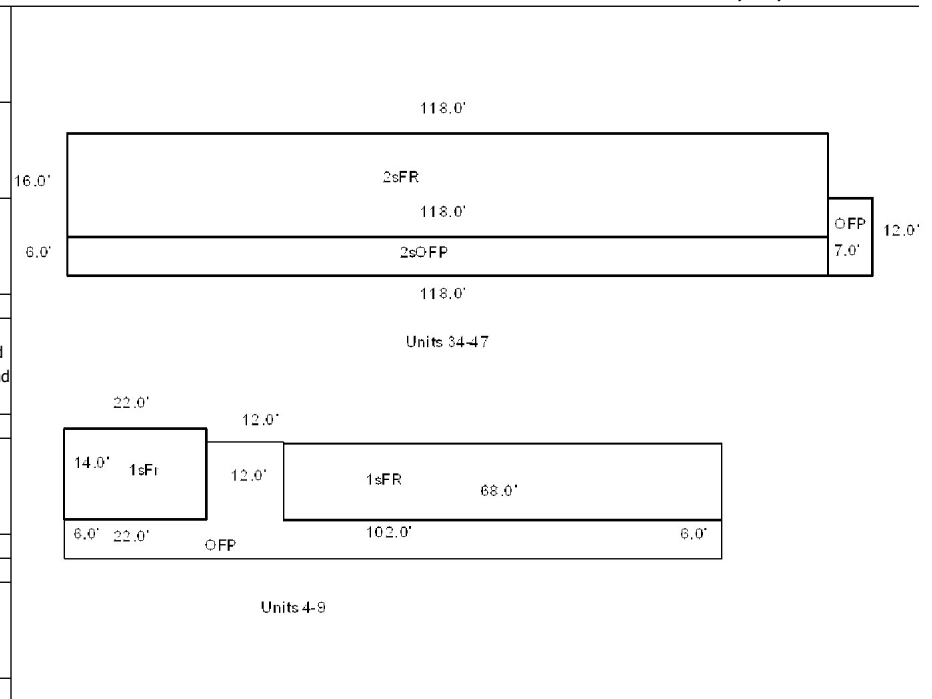 118.0'
16.0'
2sFR
118.0'
OFP
12.0'
6.0'
2sOFP
7.0'
118.0'
Units 34-47
d
nd
22.0'
12.0'
14.0'
1sFr
12.0'
1sFR
68.0'
6.0'
22.0'
OFP
102.0'
6.0'
Units 4-9